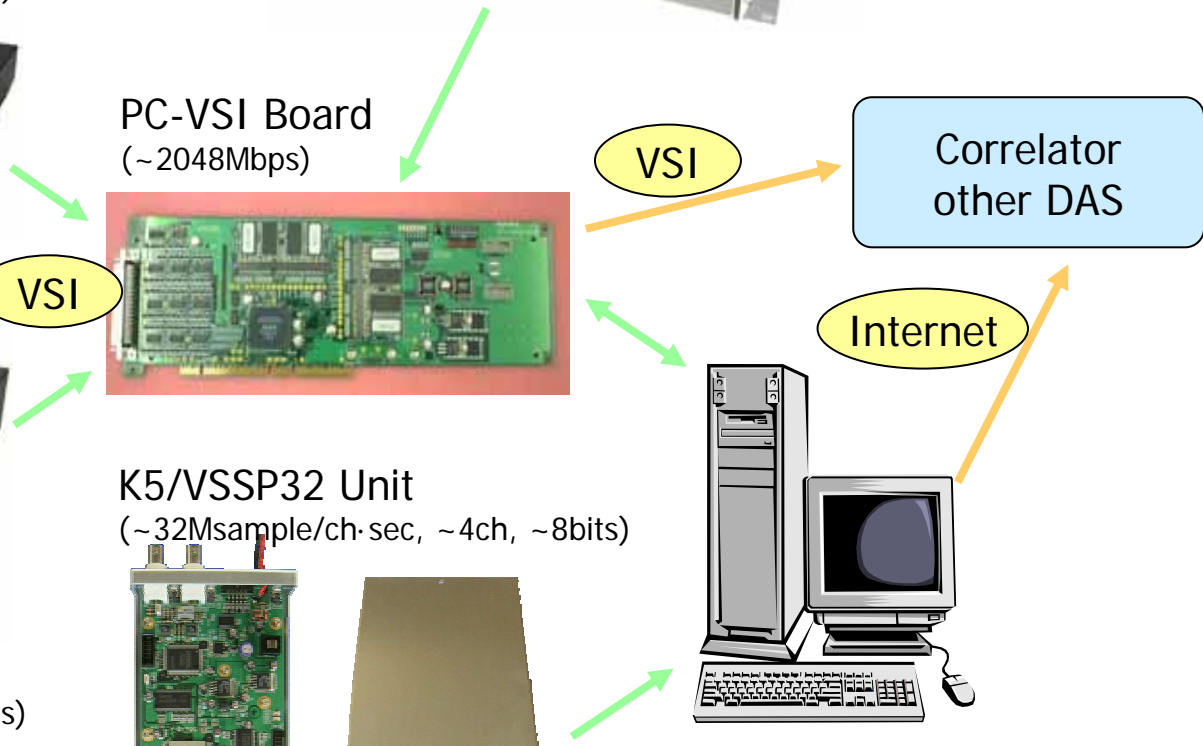 PC-VSI Board
(~2048Mbps)
VSI
Correlator
other DAS
VSI
Internet
K5/VSSP32 Unit
(~32Msample/ch·sec, ~4ch, ~8bits)
s)